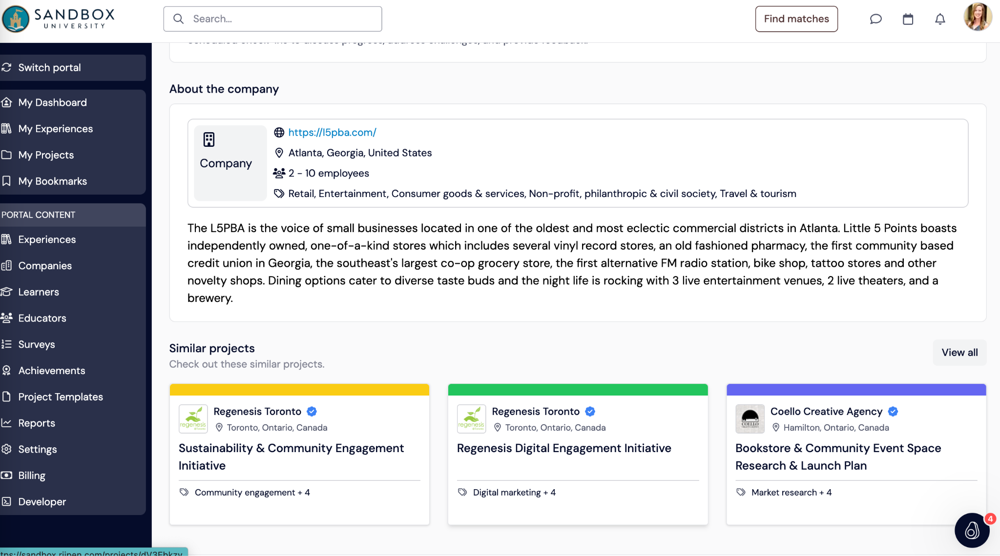 SANDBOX
UNIVERSITY
Search...
Find matches
Switch portal
My Dashboard
My Experiences
My Projects
My Bookmarks
PORTAL CONTENT
Experiences
Companies
Learners
Educators
Surveys
Achievements
Project Templates
Reports
Settings
Billing
Developer
About the company
Company
https://l5pba.com/
Atlanta, Georgia, United States
2 - 10 employees
Retail, Entertainment, Consumer goods & services, Non-profit, philanthropic & civil society, Travel & tourism
The L5PBA is the voice of small businesses located in one of the oldest and most eclectic commercial districts in Atlanta. Little 5 Points boasts
independently owned, one-of-a-kind stores which includes several vinyl record stores, an old fashioned pharmacy, the first community based
credit union in Georgia, the southeast's largest co-op grocery store, the first alternative FM radio station, bike shop, tattoo stores and other
novelty shops. Dining options cater to diverse taste buds and the night life is rocking with 3 live entertainment venues, 2 live theaters, and a
brewery.
Similar projects
Check out these similar projects.
View all
regenesis
Regenesis Toronto
Toronto, Ontario, Canada
Sustainability & Community Engagement
Initiative
Community engagement + 4
regenesis
Regenesis Toronto
Toronto, Ontario, Canada
Regenesis Digital Engagement Initiative
Digital marketing + 4
COELLO
Coello Creative Agency
Hamilton, Ontario, Canada
Bookstore & Community Event Space
Research & Launch Plan
Market research + 4
4